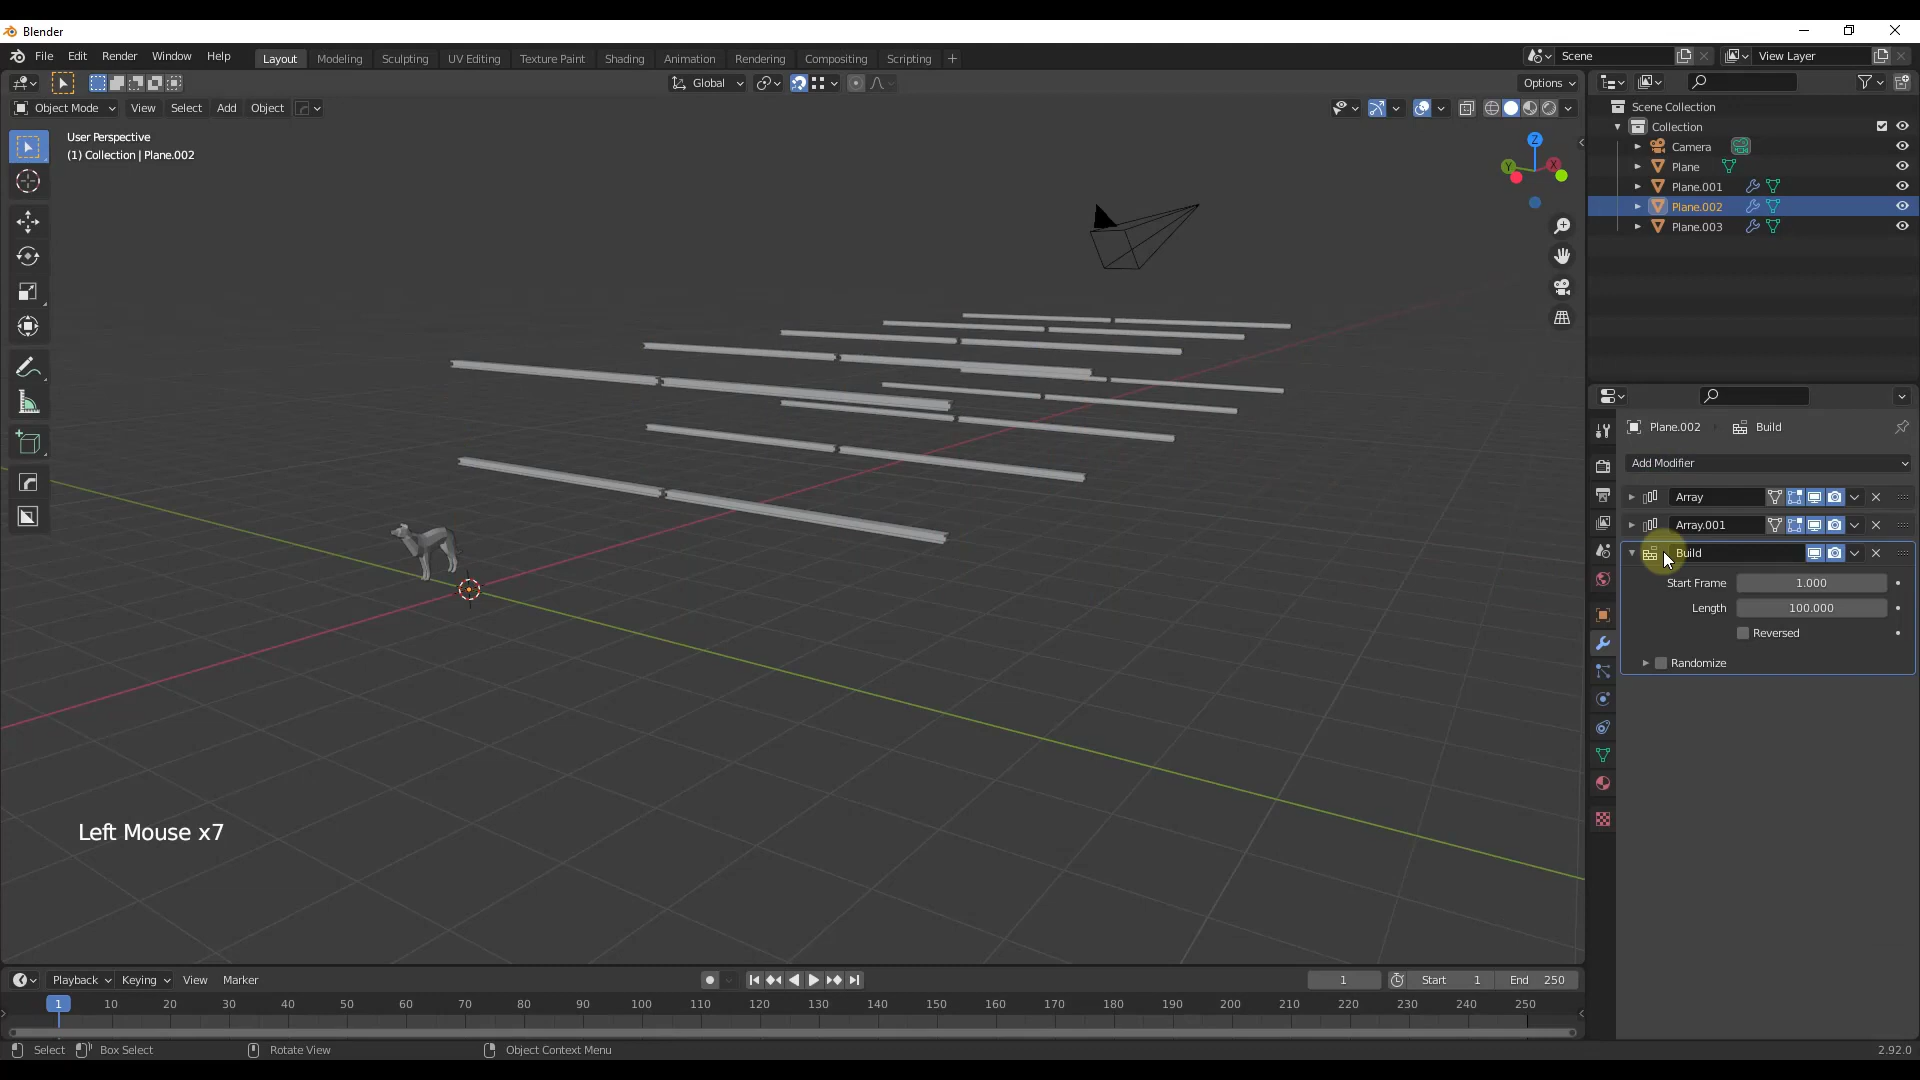 Blender
File Edit Render Window Help Layout Modeling Sculpting UV Editing Texture Paint Shading Animation Rendering Compositing Scripting + Scene View Layer
Global Options
Object Mode View Select Add Object
User Perspective
(1) Collection | Plane.002
Z
Y
X
Scene Collection
Collection
Camera
Plane
Plane.001
Plane.002
Plane.003
Plane.002 Build
Add Modifier
Array
Array.001
Build
Start Frame 1.000
Length 100.000
Reversed
Randomize
Left Mouse x7
Playback Keying View Marker 1 Start 1 End 250
1 10 20 30 40 50 60 70 80 90 100 110 120 130 140 150 160 170 180 190 200 210 220 230 240 250
Select Box Select Rotate View Object Context Menu 2.92.0